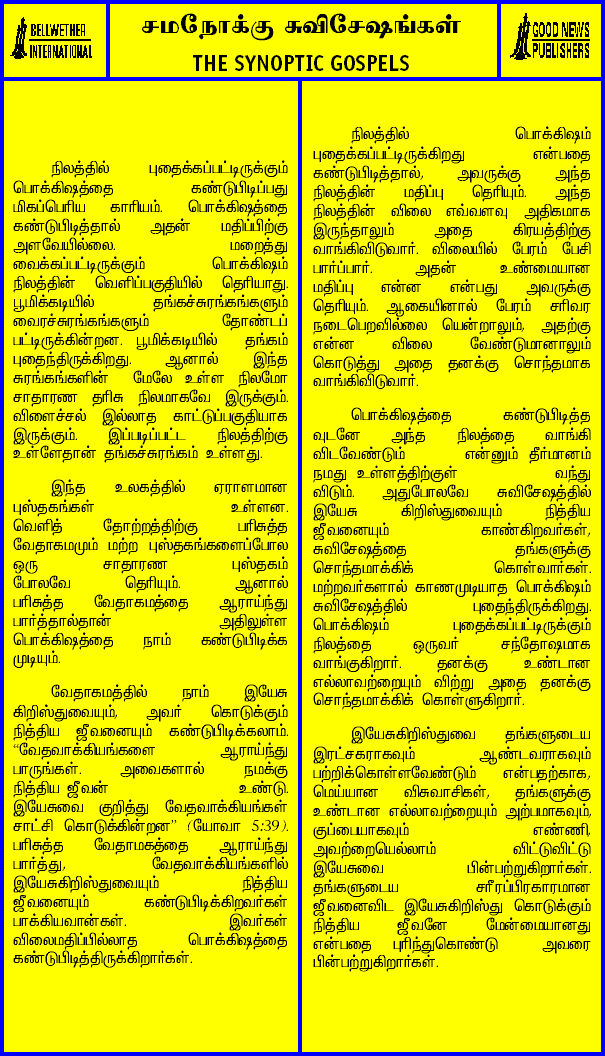 BELLWETHER
INTERNATIONAL
சமநோக்கு சுவிசேஷங்கள்
THE SYNOPTIC GOSPELS
GOOD NEWS
PUBLISHERS
நிலத்தில் புதைக்கப்பட்டிருக்கும்
பொக்கிஷத்தை கண்டுபிடிப்பது
மிகப்பெரிய காரியம். பொக்கிஷத்தை
கண்டுபிடித்தால் அதன் மதிப்பிற்கு
அளவேயில்லை. மறைத்து
வைக்கப்பட்டிருக்கும் பொக்கிஷம்
நிலத்தின் வெளிப்பகுதியில் தெரியாது.
பூமிக்கடியில் தங்கச்சுரங்கங்களும்
வைரச்சுரங்கங்களும் தோண்டப்
பட்டிருக்கின்றன. பூமிக்கடியில் தங்கம்
புதைந்திருக்கிறது. ஆனால் இந்த
சுரங்கங்களின் மேலே உள்ள நிலமோ
சாதாரண தரிசு நிலமாகவே இருக்கும்.
விளைச்சல் இல்லாத காட்டுப்பகுதியாக
இருக்கும். இப்படிப்பட்ட நிலத்திற்கு
உள்ளேதான் தங்கச்சுரங்கம் உள்ளது.
இந்த உலகத்தில் ஏராளமான
புஸ்தகங்கள் உள்ளன.
வெளித் தோற்றத்திற்கு பரிசுத்த
வேதாகமமும் மற்ற புஸ்தகங்களைப்போல
ஒரு சாதாரண புஸ்தகம்
போலவே தெரியும். ஆனால்
பரிசுத்த வேதாகமத்தை ஆராய்ந்து
பார்த்தால்தான் அதிலுள்ள
பொக்கிஷத்தை நாம் கண்டுபிடிக்க
முடியும்.
வேதாகமத்தில் நாம் இயேசு
கிறிஸ்துவையும், அவர் கொடுக்கும்
நித்திய ஜீவனையும் கண்டுபிடிக்கலாம்.
“வேதவாக்கியங்களை ஆராய்ந்து
பாருங்கள். அவைகளால் நமக்கு
நித்திய ஜீவன் உண்டு.
இயேசுவை குறித்து வேதவாக்கியங்கள்
சாட்சி கொடுக்கின்றன” (யோவா 5:39).
பரிசுத்த வேதாமகத்தை ஆராய்ந்து
பார்த்து, வேதவாக்கியங்களில்
இயேசுகிறிஸ்துவையும் நித்திய
ஜீவனையும் கண்டுபிடிக்கிறவர்கள்
பாக்கியவான்கள். இவர்கள்
விலைமதிப்பில்லாத பொக்கிஷத்தை
கண்டுபிடித்திருக்கிறார்கள்.
நிலத்தில் பொக்கிஷம்
புதைக்கப்பட்டிருக்கிறது என்பதை
கண்டுபிடித்தால், அவருக்கு அந்த
நிலத்தின் மதிப்பு தெரியும். அந்த
நிலத்தின் விலை எவ்வளவு அதிகமாக
இருந்தாலும் அதை கிரயத்திற்கு
வாங்கிவிடுவார். விலையில் பேரம் பேசி
பார்ப்பார். அதன் உண்மையான
மதிப்பு என்ன என்பது அவருக்கு
தெரியும். ஆகையினால் பேரம் சரிவர
நடைபெறவில்லை யென்றாலும், அதற்கு
என்ன விலை வேண்டுமானாலும்
கொடுத்து அதை தனக்கு சொந்தமாக
வாங்கிவிடுவார்.
பொக்கிஷத்தை கண்டுபிடித்த
வுடனே அந்த நிலத்தை வாங்கி
விடவேண்டும் என்னும் தீர்மானம்
நமது உள்ளத்திற்குள் வந்து
விடும். அதுபோலவே சுவிசேஷத்தில்
இயேசு கிறிஸ்துவையும் நித்திய
ஜீவனையும் காண்கிறவர்கள்,
சுவிசேஷத்தை தங்களுக்கு
சொந்தமாக்கிக் கொள்வார்கள்.
மற்றவர்களால் காணமுடியாத பொக்கிஷம்
சுவிசேஷத்தில் புதைந்திருக்கிறது.
பொக்கிஷம் புதைக்கப்பட்டிருக்கும்
நிலத்தை ஒருவர் சந்தோஷமாக
வாங்குகிறார். தனக்கு உண்டான
எல்லாவற்றையும் விற்று அதை தனக்கு
சொந்தமாக்கிக் கொள்ளுகிறார்.
இயேசுகிறிஸ்துவை தங்களுடைய
இரட்சகராகவும் ஆண்டவராகவும்
பற்றிக்கொள்ளவேண்டும் என்பதற்காக,
மெய்யான விசுவாசிகள், தங்களுக்கு
உண்டான எல்லாவற்றையும் அற்பமாகவும்,
குப்பையாகவும் எண்ணி,
அவற்றையெல்லாம் விட்டுவிட்டு
இயேசுவை பின்பற்றுகிறார்கள்.
தங்களுடைய சரீரப்பிரகாரமான
ஜீவனைவிட இயேசுகிறிஸ்து கொடுக்கும்
நித்திய ஜீவனே மேன்மையானது
என்பதை புரிந்துகொண்டு அவரை
பின்பற்றுகிறார்கள்.